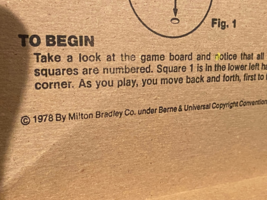 Fig. 1
TO BEGIN
Take a look at the game board and notice that all
squares are numbered. Square 1 is in the lower left ha
corner. As you play, you move back and forth, first to
© 1978 By Milton Bradley Co. under Berne & Universal Copyright Conventions